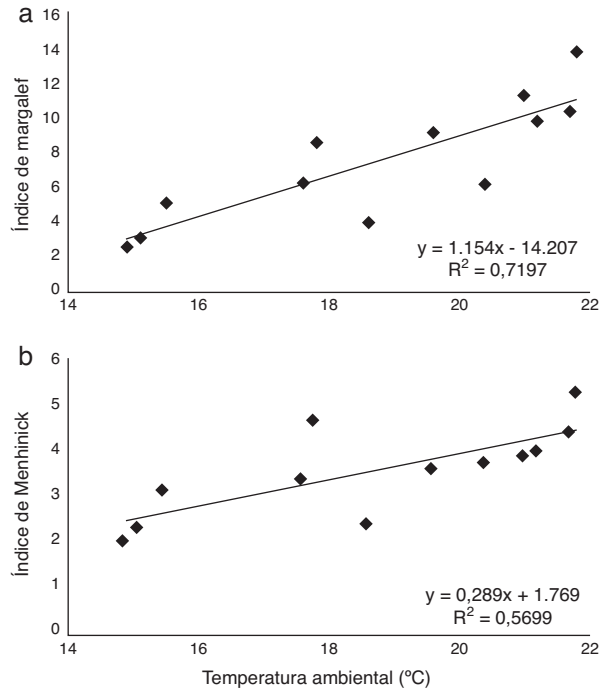 a
16
14
12
10
8
6
4
2
0
Índice de margalef
y = 1.154x - 14.207
R² = 0,7197
14 16 18 20 22
b
6
5
4
3
2
1
0
Índice de Menhinick
y = 0,289x + 1.769
R² = 0,5699
14 16 18 20 22
Temperatura ambiental (ºC)